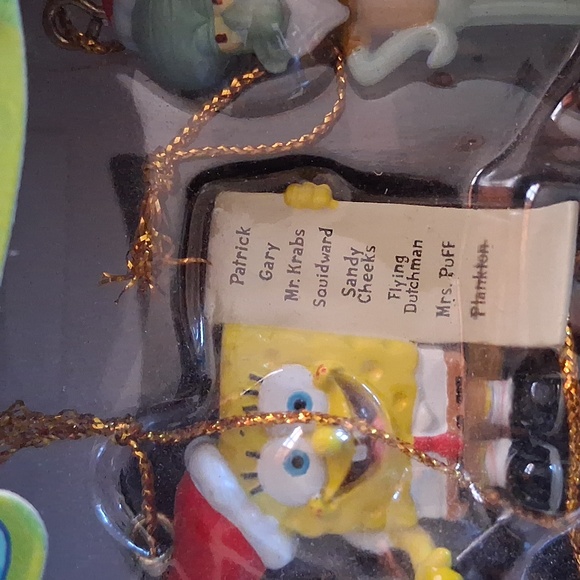 Patrick
Gary
Mr. Krabs
Squidward
Sandy
Cheeks
Flying
Dutchman
Mrs. Puff
Plankton